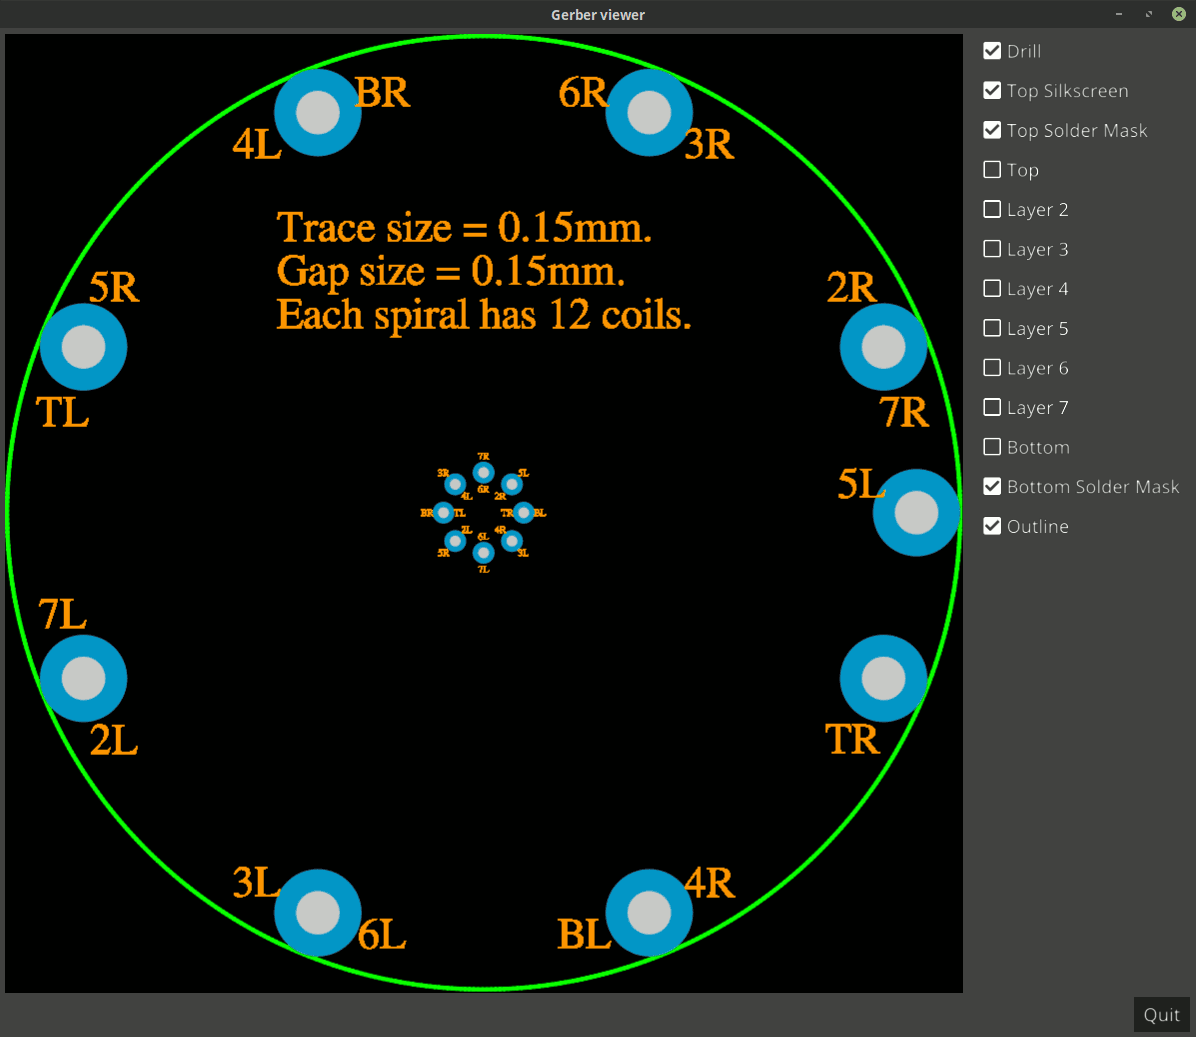 Gerber viewer
BR
6R
4L
3R
Trace size = 0.15mm.
Gap size = 0.15mm.
Each spiral has 12 coils.
5R
2R
TL
7R
5L
7R
3R
5L
6R
4L
2R
BR
TL
TR
BL
2L
4R
6L
5R
3L
7L
7L
2L
TR
3L
4R
6L
BL
Drill
Top Silkscreen
Top Solder Mask
Top
Layer 2
Layer 3
Layer 4
Layer 5
Layer 6
Layer 7
Bottom
Bottom Solder Mask
Outline
Quit